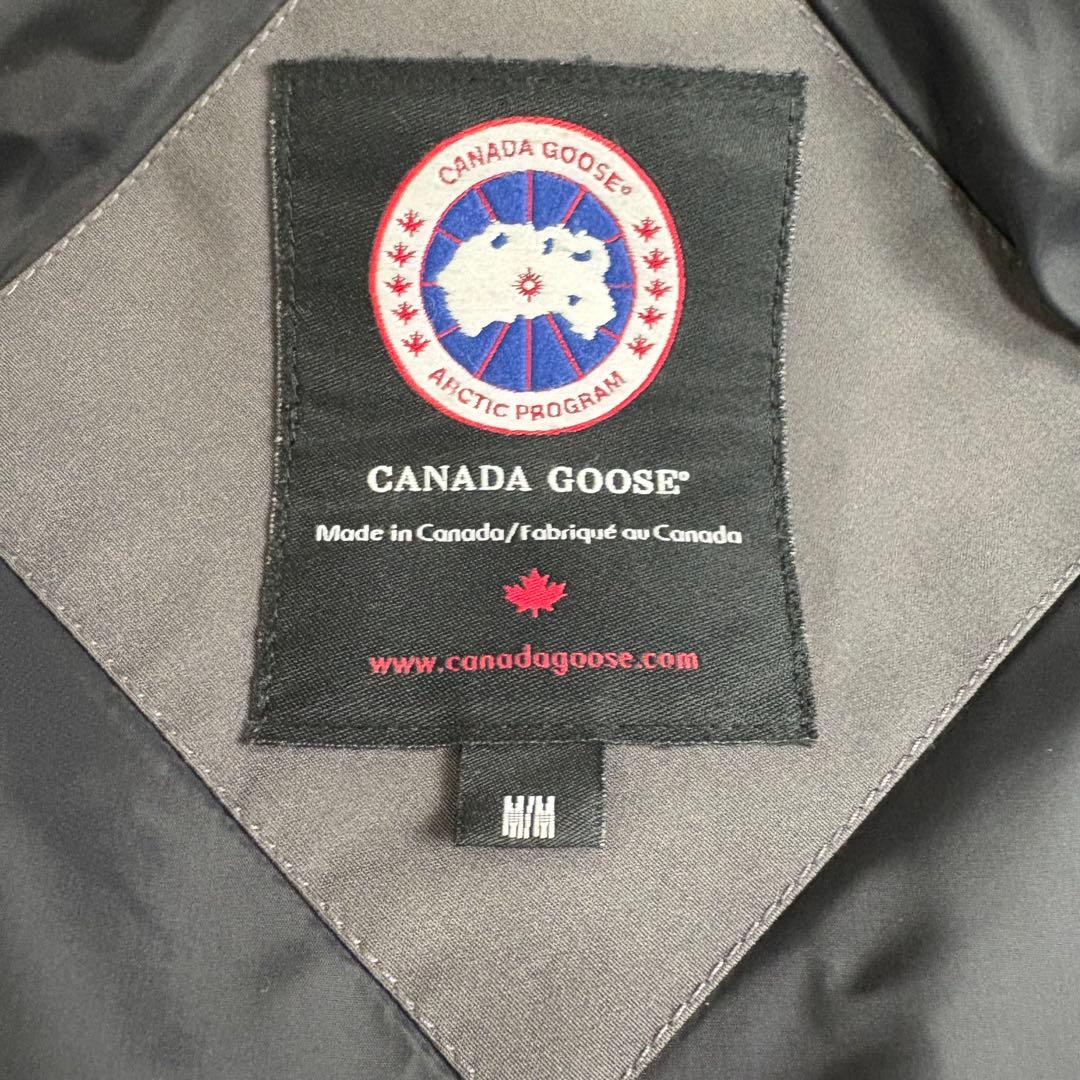 CANADA GOOSE®
ARCTIC PROGRAM
CANADA GOOSE®
Made in Canada/Fabriqué au Canada
www.canadagoose.com
M/M